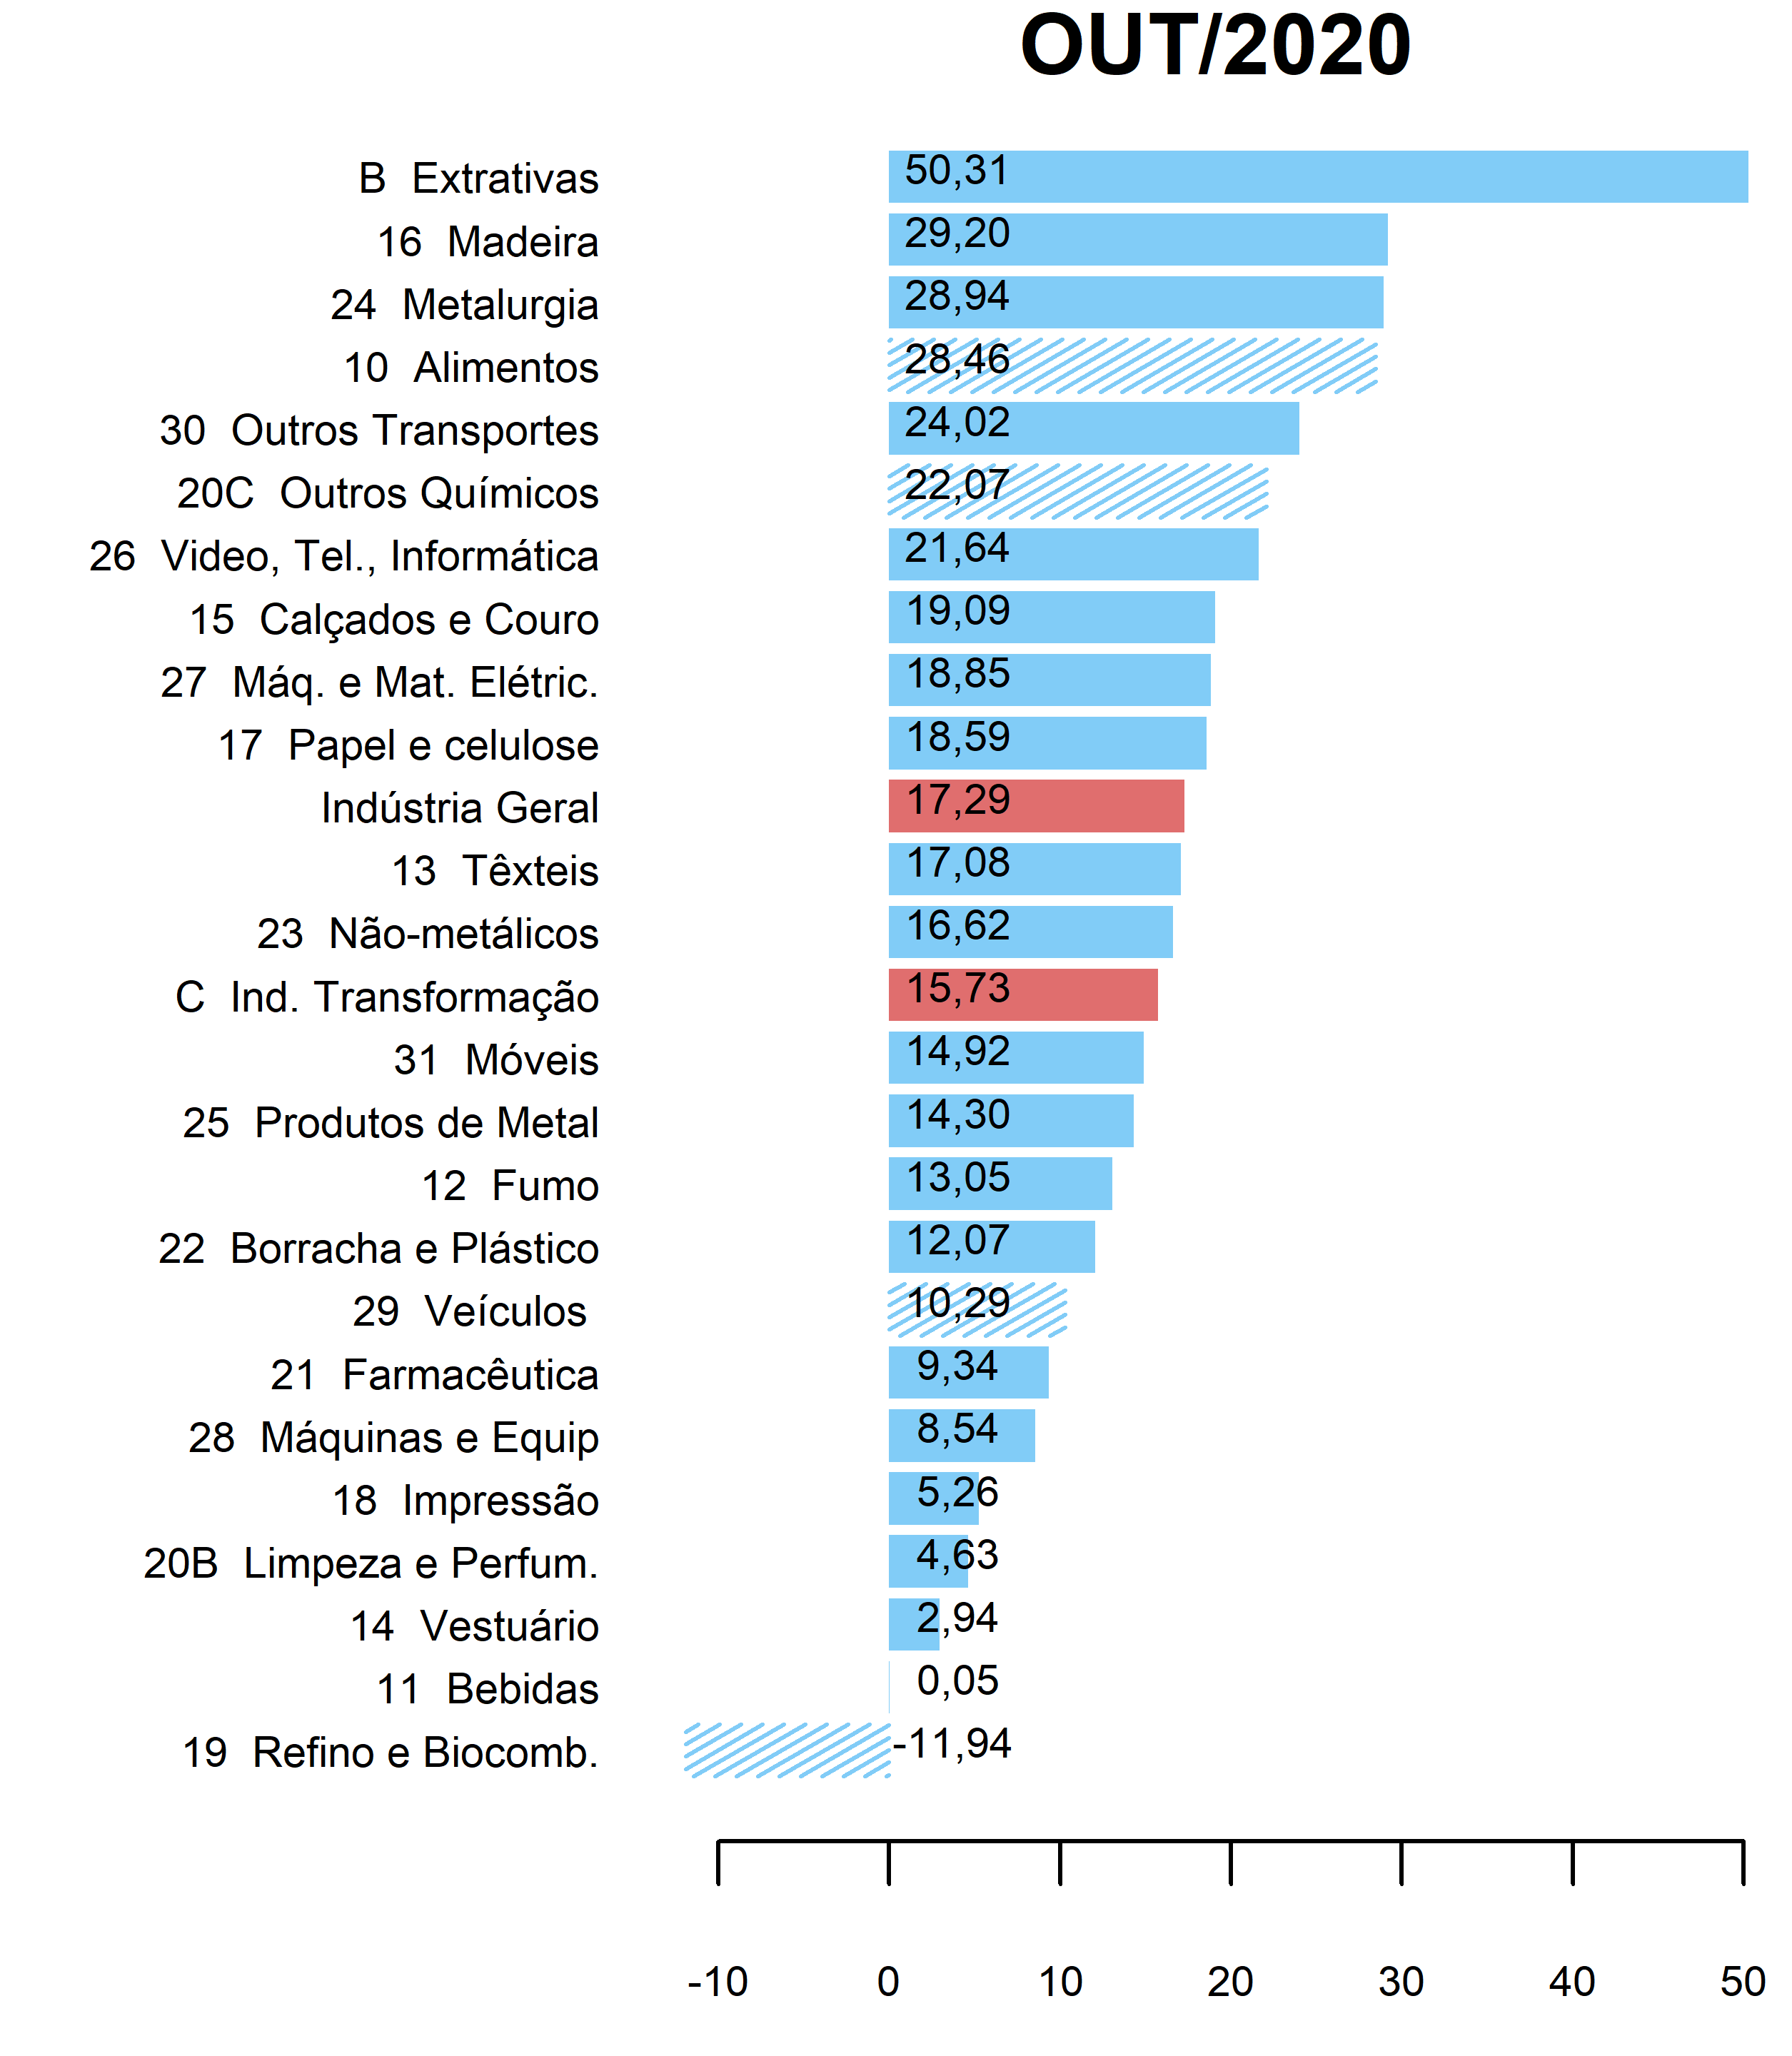 OUT/2020
B Extrativas 50,31
16 Madeira 29,20
24 Metalurgia 28,94
10 Alimentos 28,46
30 Outros Transportes 24,02
20C Outros Químicos 22,07
26 Video, Tel., Informática 21,64
15 Calçados e Couro 19,09
27 Máq. e Mat. Elétric. 18,85
17 Papel e celulose 18,59
Indústria Geral 17,29
13 Têxteis 17,08
23 Não-metálicos 16,62
C Ind. Transformação 15,73
31 Móveis 14,92
25 Produtos de Metal 14,30
12 Fumo 13,05
22 Borracha e Plástico 12,07
29 Veículos 10,29
21 Farmacêutica 9,34
28 Máquinas e Equip 8,54
18 Impressão 5,26
20B Limpeza e Perfum. 4,63
14 Vestuário 2,94
11 Bebidas 0,05
19 Refino e Biocomb. -11,94
-10 0 10 20 30 40 50